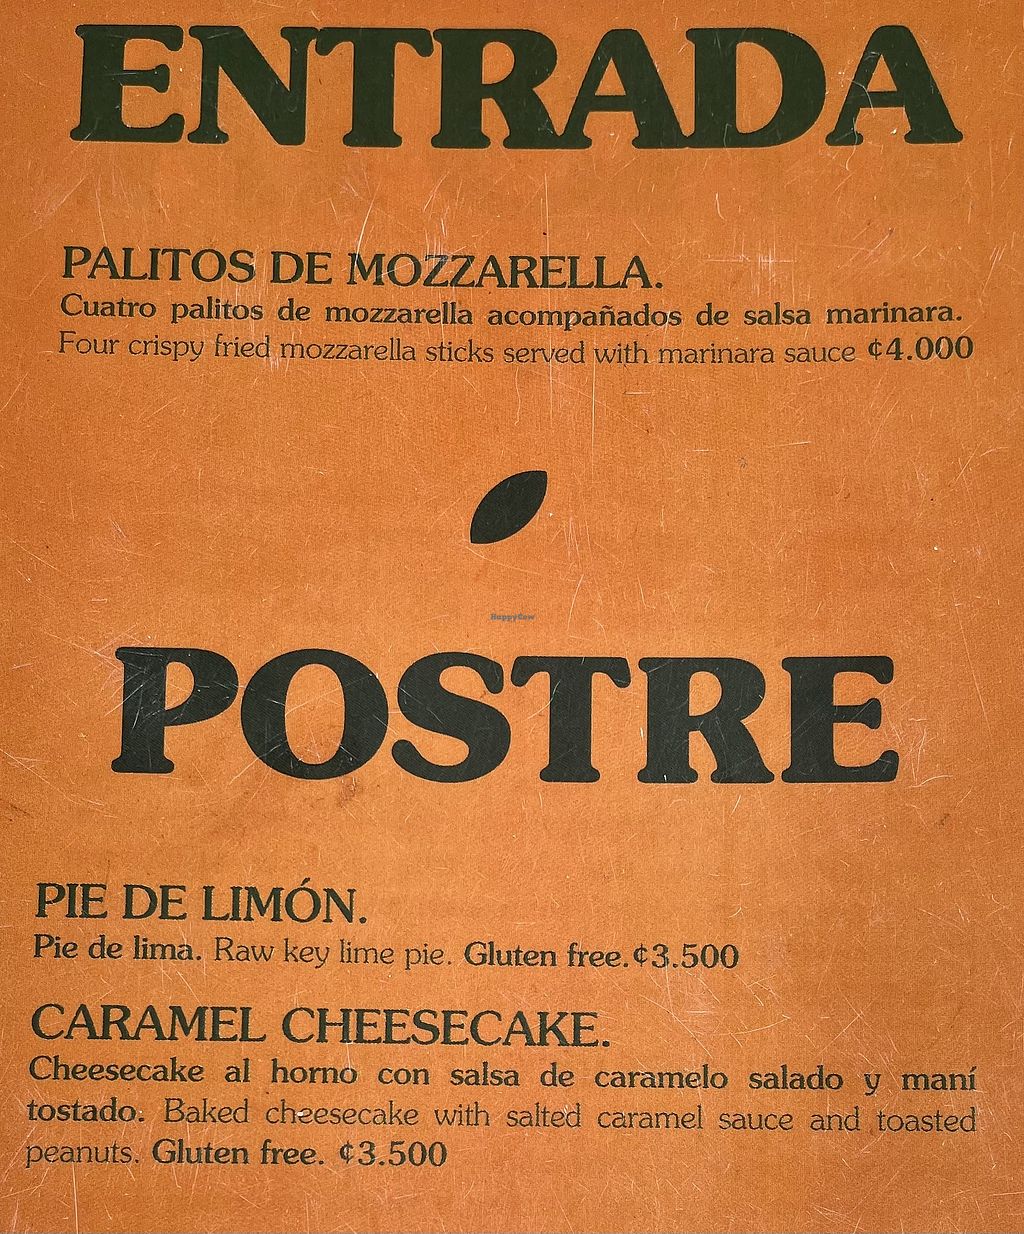 ENTRADA
PALITOS DE MOZZARELLA.
Cuatro palitos de mozzarella acompañados de salsa marinara.
Four crispy fried mozzarella sticks served with marinara sauce ¢4.000
HappyCow
POSTRE
PIE DE LIMÓN.
Pie de lima. Raw key lime pie. Gluten free.¢3.500
CARAMEL CHEESECAKE.
Cheesecake al horno con salsa de caramelo salado y maní
tostado. Baked cheesecake with salted caramel sauce and toasted
peanuts. Gluten free. ¢3.500